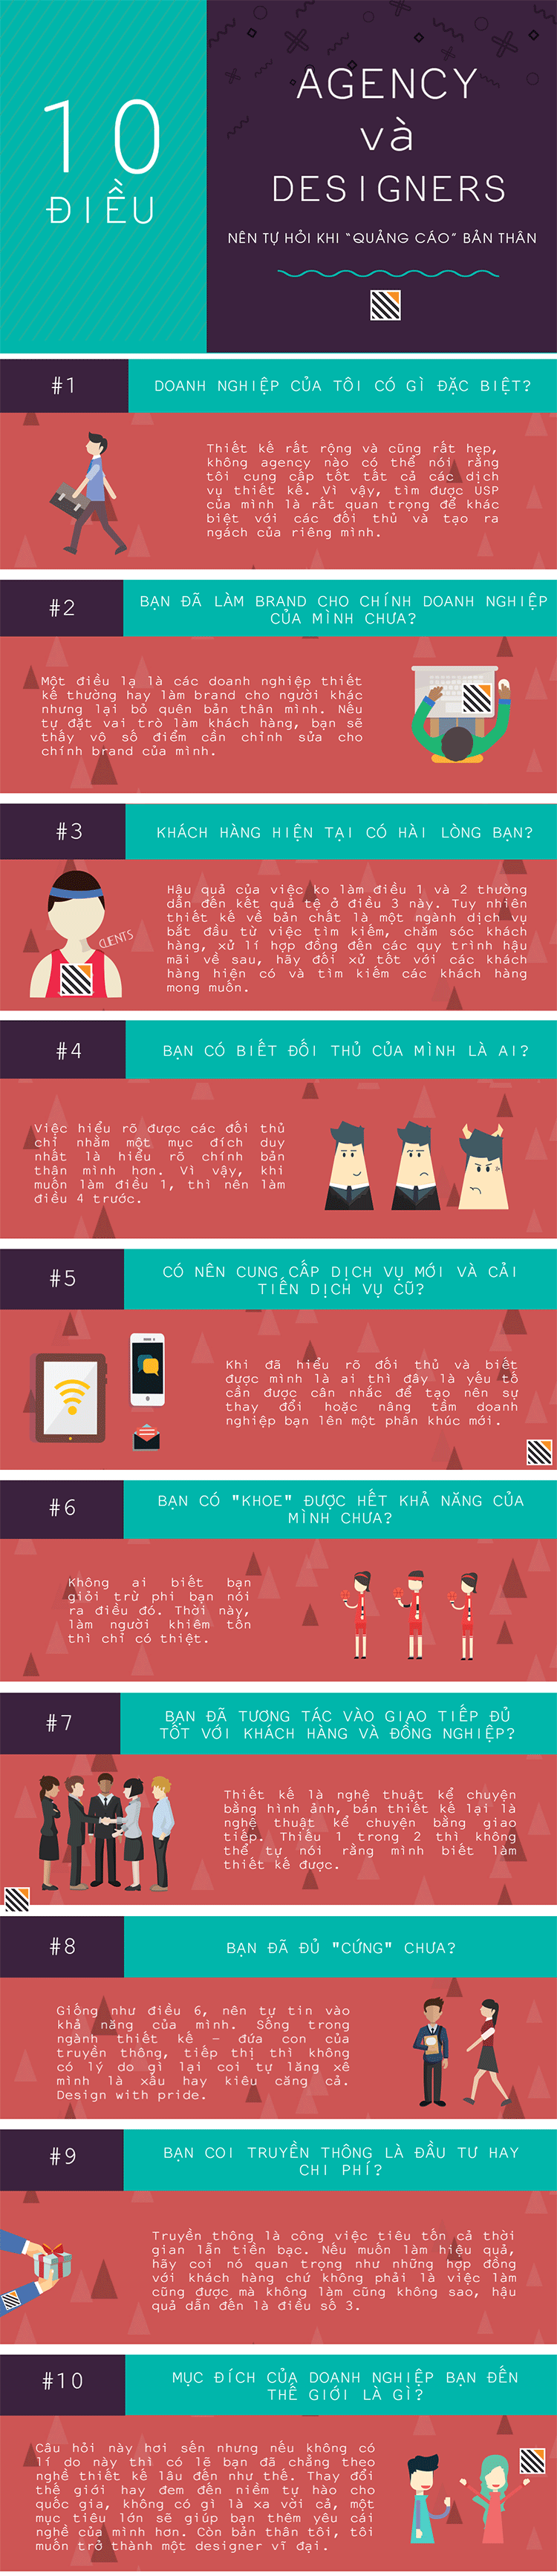 10
ĐIỀU
AGENCY
và
DESIGNERS
NÊN TỰ HỎI KHI “QUẢNG CÁO” BẢN THÂN
#1
DOANH NGHIỆP CỦA TÔI CÓ GÌ ĐẶC BIỆT?
Thiết kế rất rộng và cũng rất hẹp,
không agency nào có thể nói rằng
tôi cung cấp tốt tất cả các dịch
vụ thiết kế. Vì vậy, tìm được USP
của mình là rất quan trọng để khác
biệt với các đối thủ và tạo ra
ngách của riêng mình.
#2
BẠN ĐÃ LÀM BRAND CHO CHÍNH DOANH NGHIỆP
CỦA MÌNH CHƯA?
Một điều lạ là các doanh nghiệp thiết
kế thường hay làm brand cho người khác
nhưng lại bỏ quên bản thân mình. Nếu
tự đặt vai trò làm khách hàng, bạn sẽ
thấy vô số điểm cần chỉnh sửa cho
chính brand của mình.
#3
KHÁCH HÀNG HIỆN TẠI CÓ HÀI LÒNG BẠN?
CLIENTS
Hậu quả của việc ko làm điều 1 và 2 thường
dẫn đến kết quả tệ ở điều 3 này. Tuy nhiên
thiết kế về bản chất là một ngành dịch vụ
bắt đầu từ việc tìm kiếm, chăm sóc khách
hàng, xử lí hợp đồng đến các quy trình hậu
mãi về sau, hãy đối xử tốt với các khách
hàng hiện có và tìm kiếm các khách hàng
mong muốn.
#4
BẠN CÓ BIẾT ĐỐI THỦ CỦA MÌNH LÀ AI?
Việc hiểu rõ được các đối thủ
chỉ nhằm một mục đích duy
nhất là hiểu rõ chính bản
thân mình hơn. Vì vậy, khi
muốn làm điều 1, thì nên làm
điều 4 trước.
#5
CÓ NÊN CUNG CẤP DỊCH VỤ MỚI VÀ CẢI
TIẾN DỊCH VỤ CŨ?
Khi đã hiểu rõ đối thủ và biết
được mình là ai thì đây là yếu tố
cần được cân nhắc để tạo nên sự
thay đổi hoặc nâng tầm doanh
nghiệp bạn lên một phân khúc mới.
#6
BẠN CÓ "KHOE" ĐƯỢC HẾT KHẢ NĂNG CỦA
MÌNH CHƯA?
Không ai biết bạn
giỏi trừ phi bạn nói
ra điều đó. Thời này,
làm người khiêm tốn
thì chỉ có thiệt.
#7
BẠN ĐÃ TƯƠNG TÁC VÀO GIAO TIẾP ĐỦ
TỐT VỚI KHÁCH HÀNG VÀ ĐỒNG NGHIỆP?
Thiết kế là nghệ thuật kể chuyện
bằng hình ảnh, bán thiết kế lại là
nghệ thuật kể chuyện bằng giao
tiếp. Thiếu 1 trong 2 thì không
thể tự nói rằng mình biết làm
thiết kế được.
#8
BẠN ĐÃ ĐỦ "CỨNG" CHƯA?
Giống như điều 6, nên tự tin vào
khả năng của mình. Sống trong
ngành thiết kế - đứa con của
truyền thông, tiếp thị thì không
có lý do gì lại coi tự lăng xê
mình là xấu hay kiêu căng cả.
Design with pride.
#9
BẠN COI TRUYỀN THÔNG LÀ ĐẦU TƯ HAY
CHI PHÍ?
Truyền thông là công việc tiêu tốn cả thời
gian lẫn tiền bạc. Nếu muốn làm hiệu quả,
hãy coi nó quan trọng như những hợp đồng
với khách hàng chứ không phải là việc làm
cũng được mà không làm cũng không sao, hậu
quả dẫn đến là điều số 3.
#10
MỤC ĐÍCH CỦA DOANH NGHIỆP BẠN ĐẾN
THẾ GIỚI LÀ GÌ?
Câu hỏi này hơi sến nhưng nếu không có
lí do này thì có lẽ bạn đã chẳng theo
nghề thiết kế lâu đến như thế. Thay đổi
thế giới hay đem đến niềm tự hào cho
quốc gia, không có gì là xa vời cả, một
mục tiêu lớn sẽ giúp bạn thêm yêu cái
nghề của mình hơn. Còn bản thân tôi, tôi
muốn trở thành một designer vĩ đại.